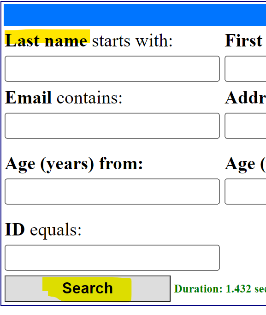 Last name starts with: First
Email contains: Addr
Age (years) from: Age (
ID equals:
Search Duration: 1.432 se